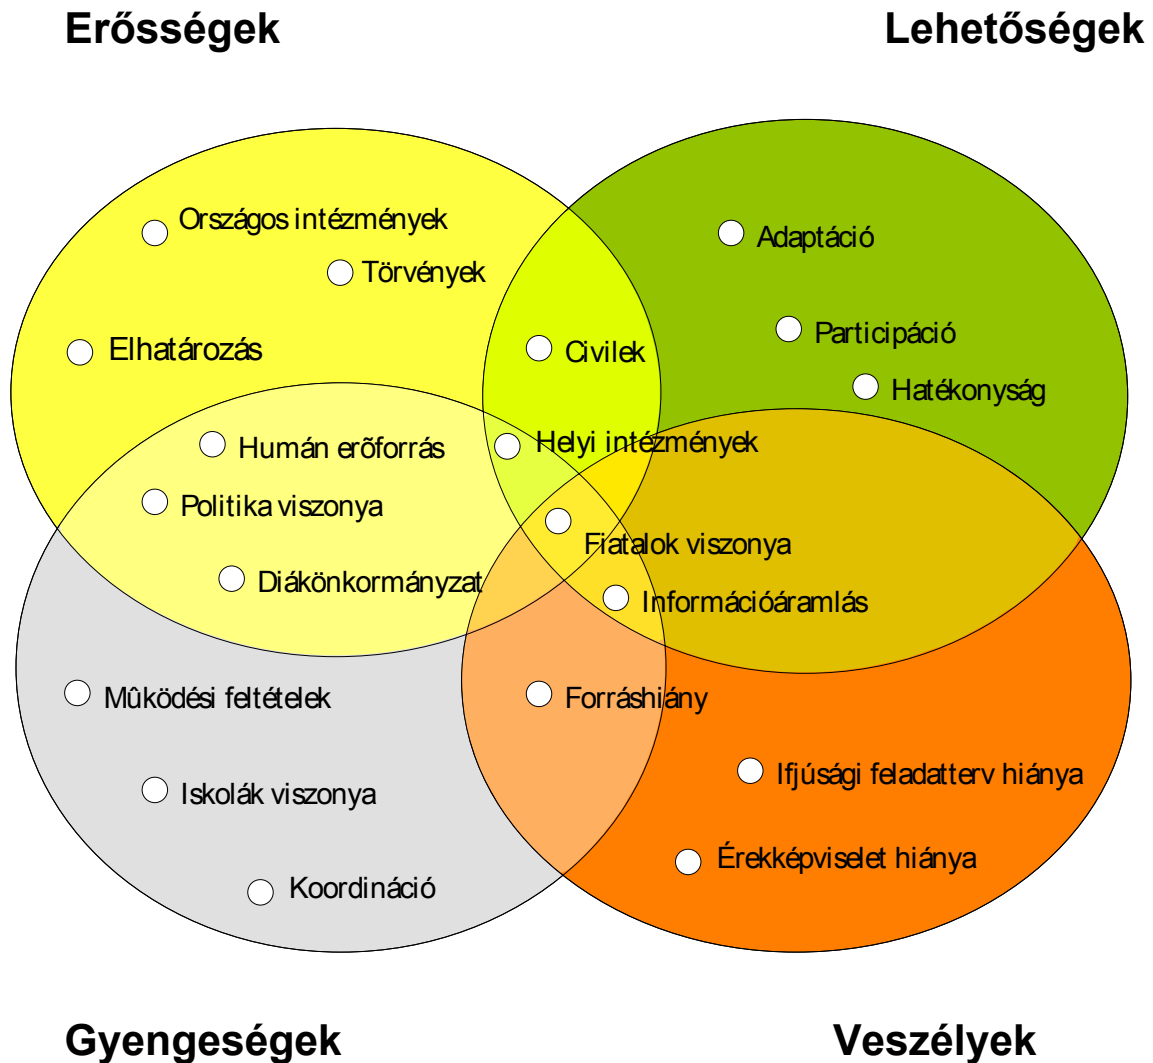 Erősségek
Lehetőségek
Országos intézmények
Adaptáció
Törvények
Participáció
Elhatározás
Civilek
Hatékonyság
Humán erõforrás
Helyi intézmények
Politika viszonya
Fiatalok viszonya
Diákönkormányzat
Információáramlás
Mûködési feltételek
Forráshiány
Ifjúsági feladatterv hiánya
Iskolák viszonya
Érekképviselet hiánya
Koordináció
Gyengeségek
Veszélyek